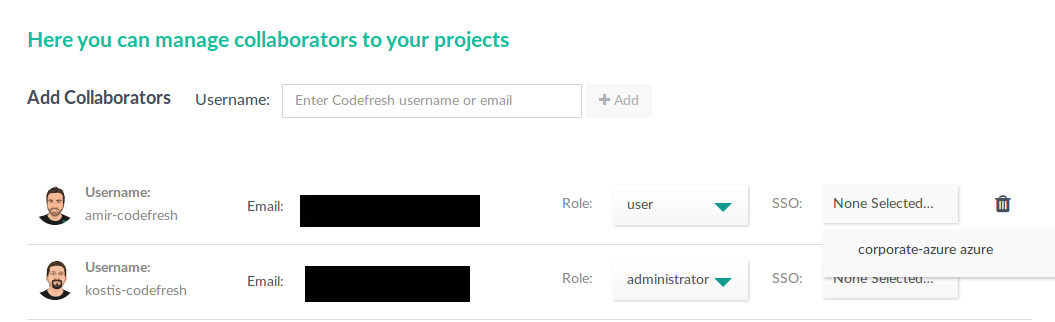 Here you can manage collaborators to your projects
Add Collaborators Username: Enter Codefresh username or email + Add
Username:
amir-codefresh
Email:
Role: user
SSO: None Selected...
corporate-azure azure
Username:
kostis-codefresh
Email:
Role: administrator
SSO: None Selected...